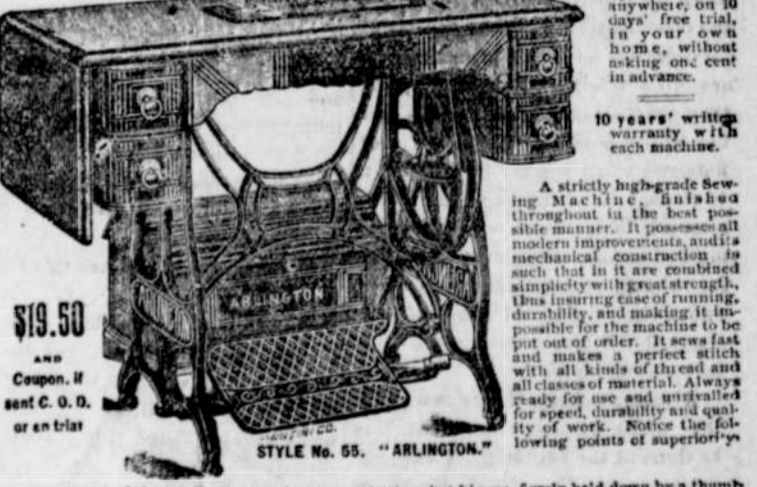 anywhere, on 10
days' free trial,
in your own
home, without
asking one cent
in advance.
10 years' written
warranty with
each machine.
A strictly high-grade Sew-
ing Machine, finished
throughout in the best pos-
sible manner. It possesses all
modern improvements, and its
mechanical construction is
such that in it are combined
simplicity with great strength,
thus insuring ease of running,
durability, and making it im-
possible for the machine to be
put out of order. It sews fast
and makes a perfect stitch
with all kinds of thread and
all classes of material. Always
ready for use and unrivalled
for speed, durability and qual-
ity of work. Notice the fol-
lowing points of superiority
ARLINGTON
$19.50
AND
Coupon, if
sent C. O. D.
or on trial
STYLE No. 55. "ARLINGTON."
held down by a thumb